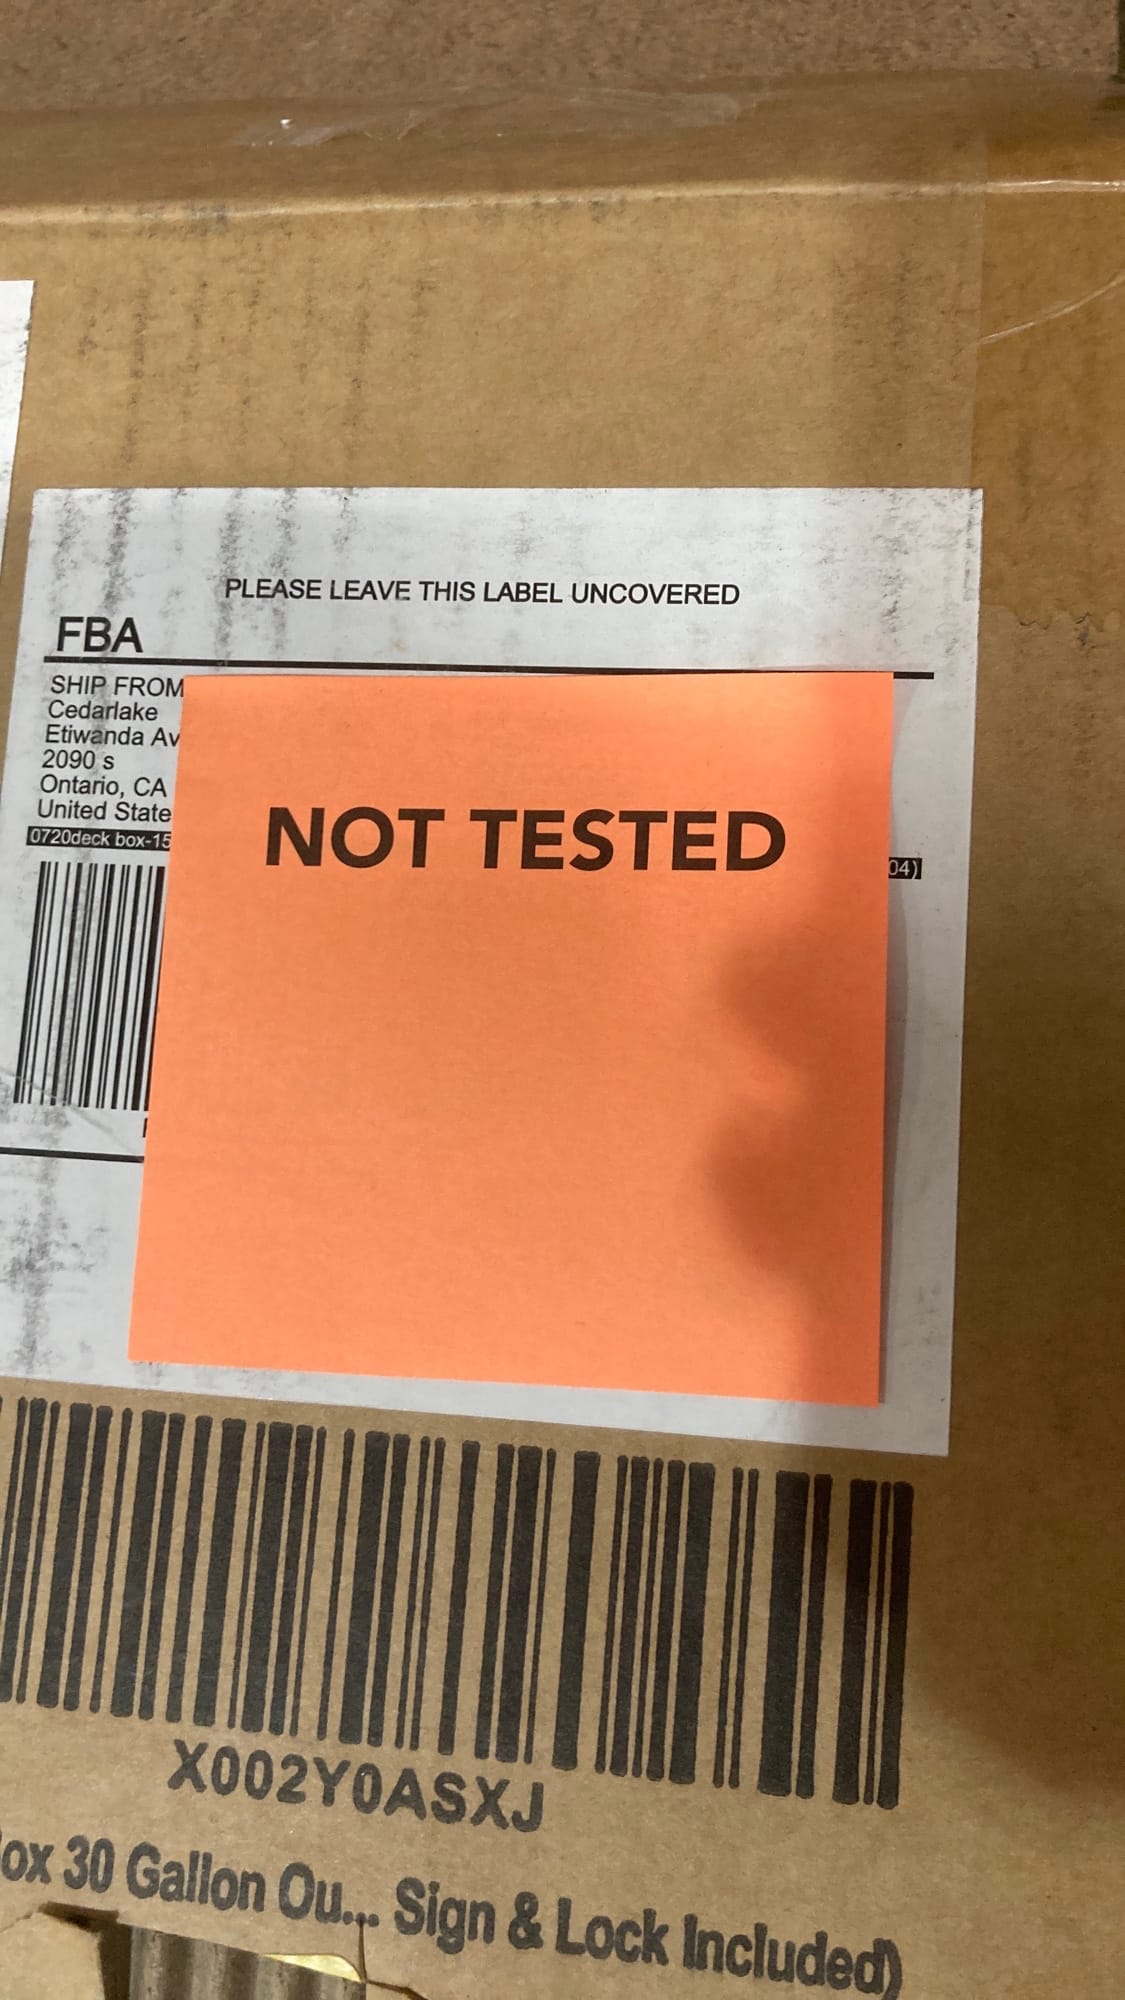 PLEASE LEAVE THIS LABEL UNCOVERED
FBA
SHIP FROM
Cedarlake
Etiwanda Av
2090 s
Ontario, CA
United State
0720deck box-15
04)
NOT TESTED
X002Y0ASXJ
ox 30 Gallon Ou... Sign & Lock Included)